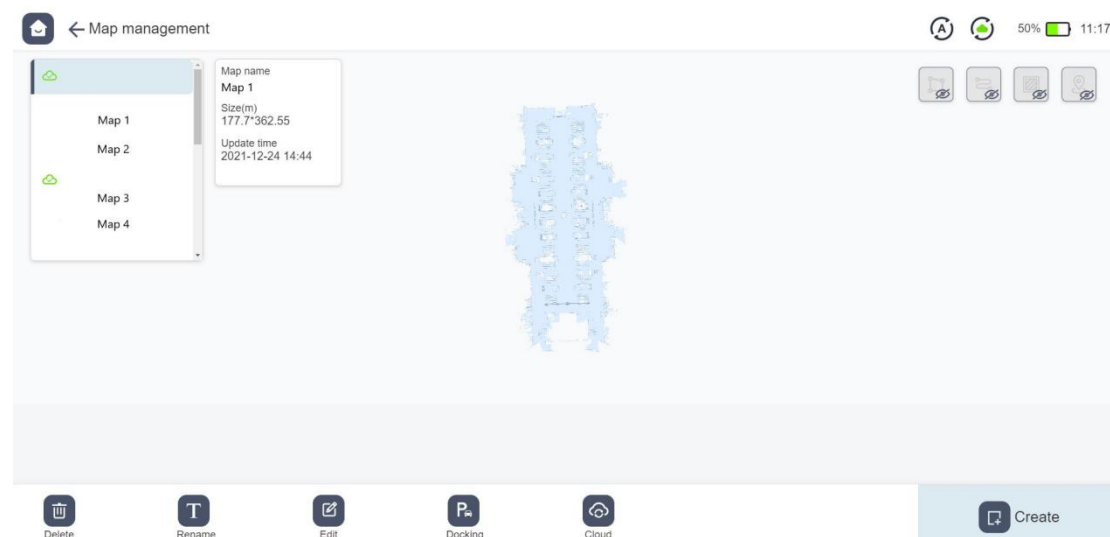 Map management
A
50%
11:17
Map 1
Map 2
Map 3
Map 4
Map name
Map 1
Size(m)
177.7*362.55
Update time
2021-12-24 14:44
Delete
T
Rename
Edit
P
Docking
Cloud
Create